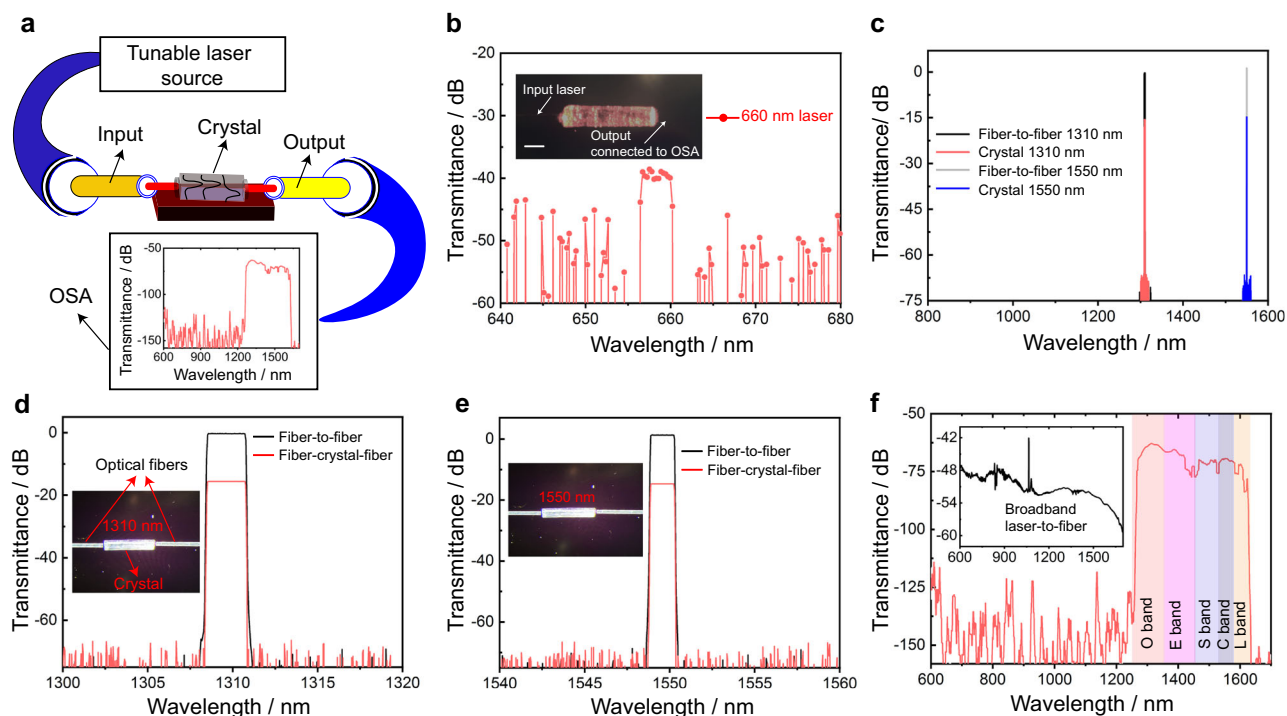 a
Tunable laser
source
Input
Crystal
Output
OSA
Transmittance / dB
-50
-100
-150
600 900 1200 1500
Wavelength / nm
b
Transmittance / dB
-20
-30
-40
-50
-60
Input laser
Output
connected to OSA
660 nm laser
640 650 660 670 680
Wavelength / nm
c
Transmittance/ dB
0
-15
-30
-45
-60
-75
Fiber-to-fiber 1310 nm
Crystal 1310 nm
Fiber-to-fiber 1550 nm
Crystal 1550 nm
800 1000 1200 1400 1600
Wavelength / nm
d
Transmittance / dB
0
-20
-40
-60
Fiber-to-fiber
Fiber-crystal-fiber
Optical fibers
1310 nm
Crystal
1300 1305 1310 1315 1320
Wavelength / nm
e
Transmittance / dB
0
-20
-40
-60
Fiber-to-fiber
Fiber-crystal-fiber
1550 nm
1540 1545 1550 1555 1560
Wavelength / nm
f
Transmittance / dB
-50
-75
-100
-125
-150
-42
-48
-54
-60
Broadband
laser-to-fiber
600 900 1200 1500
O band
E band
S band
C band
L band
600 800 1000 1200 1400 1600
Wavelength / nm